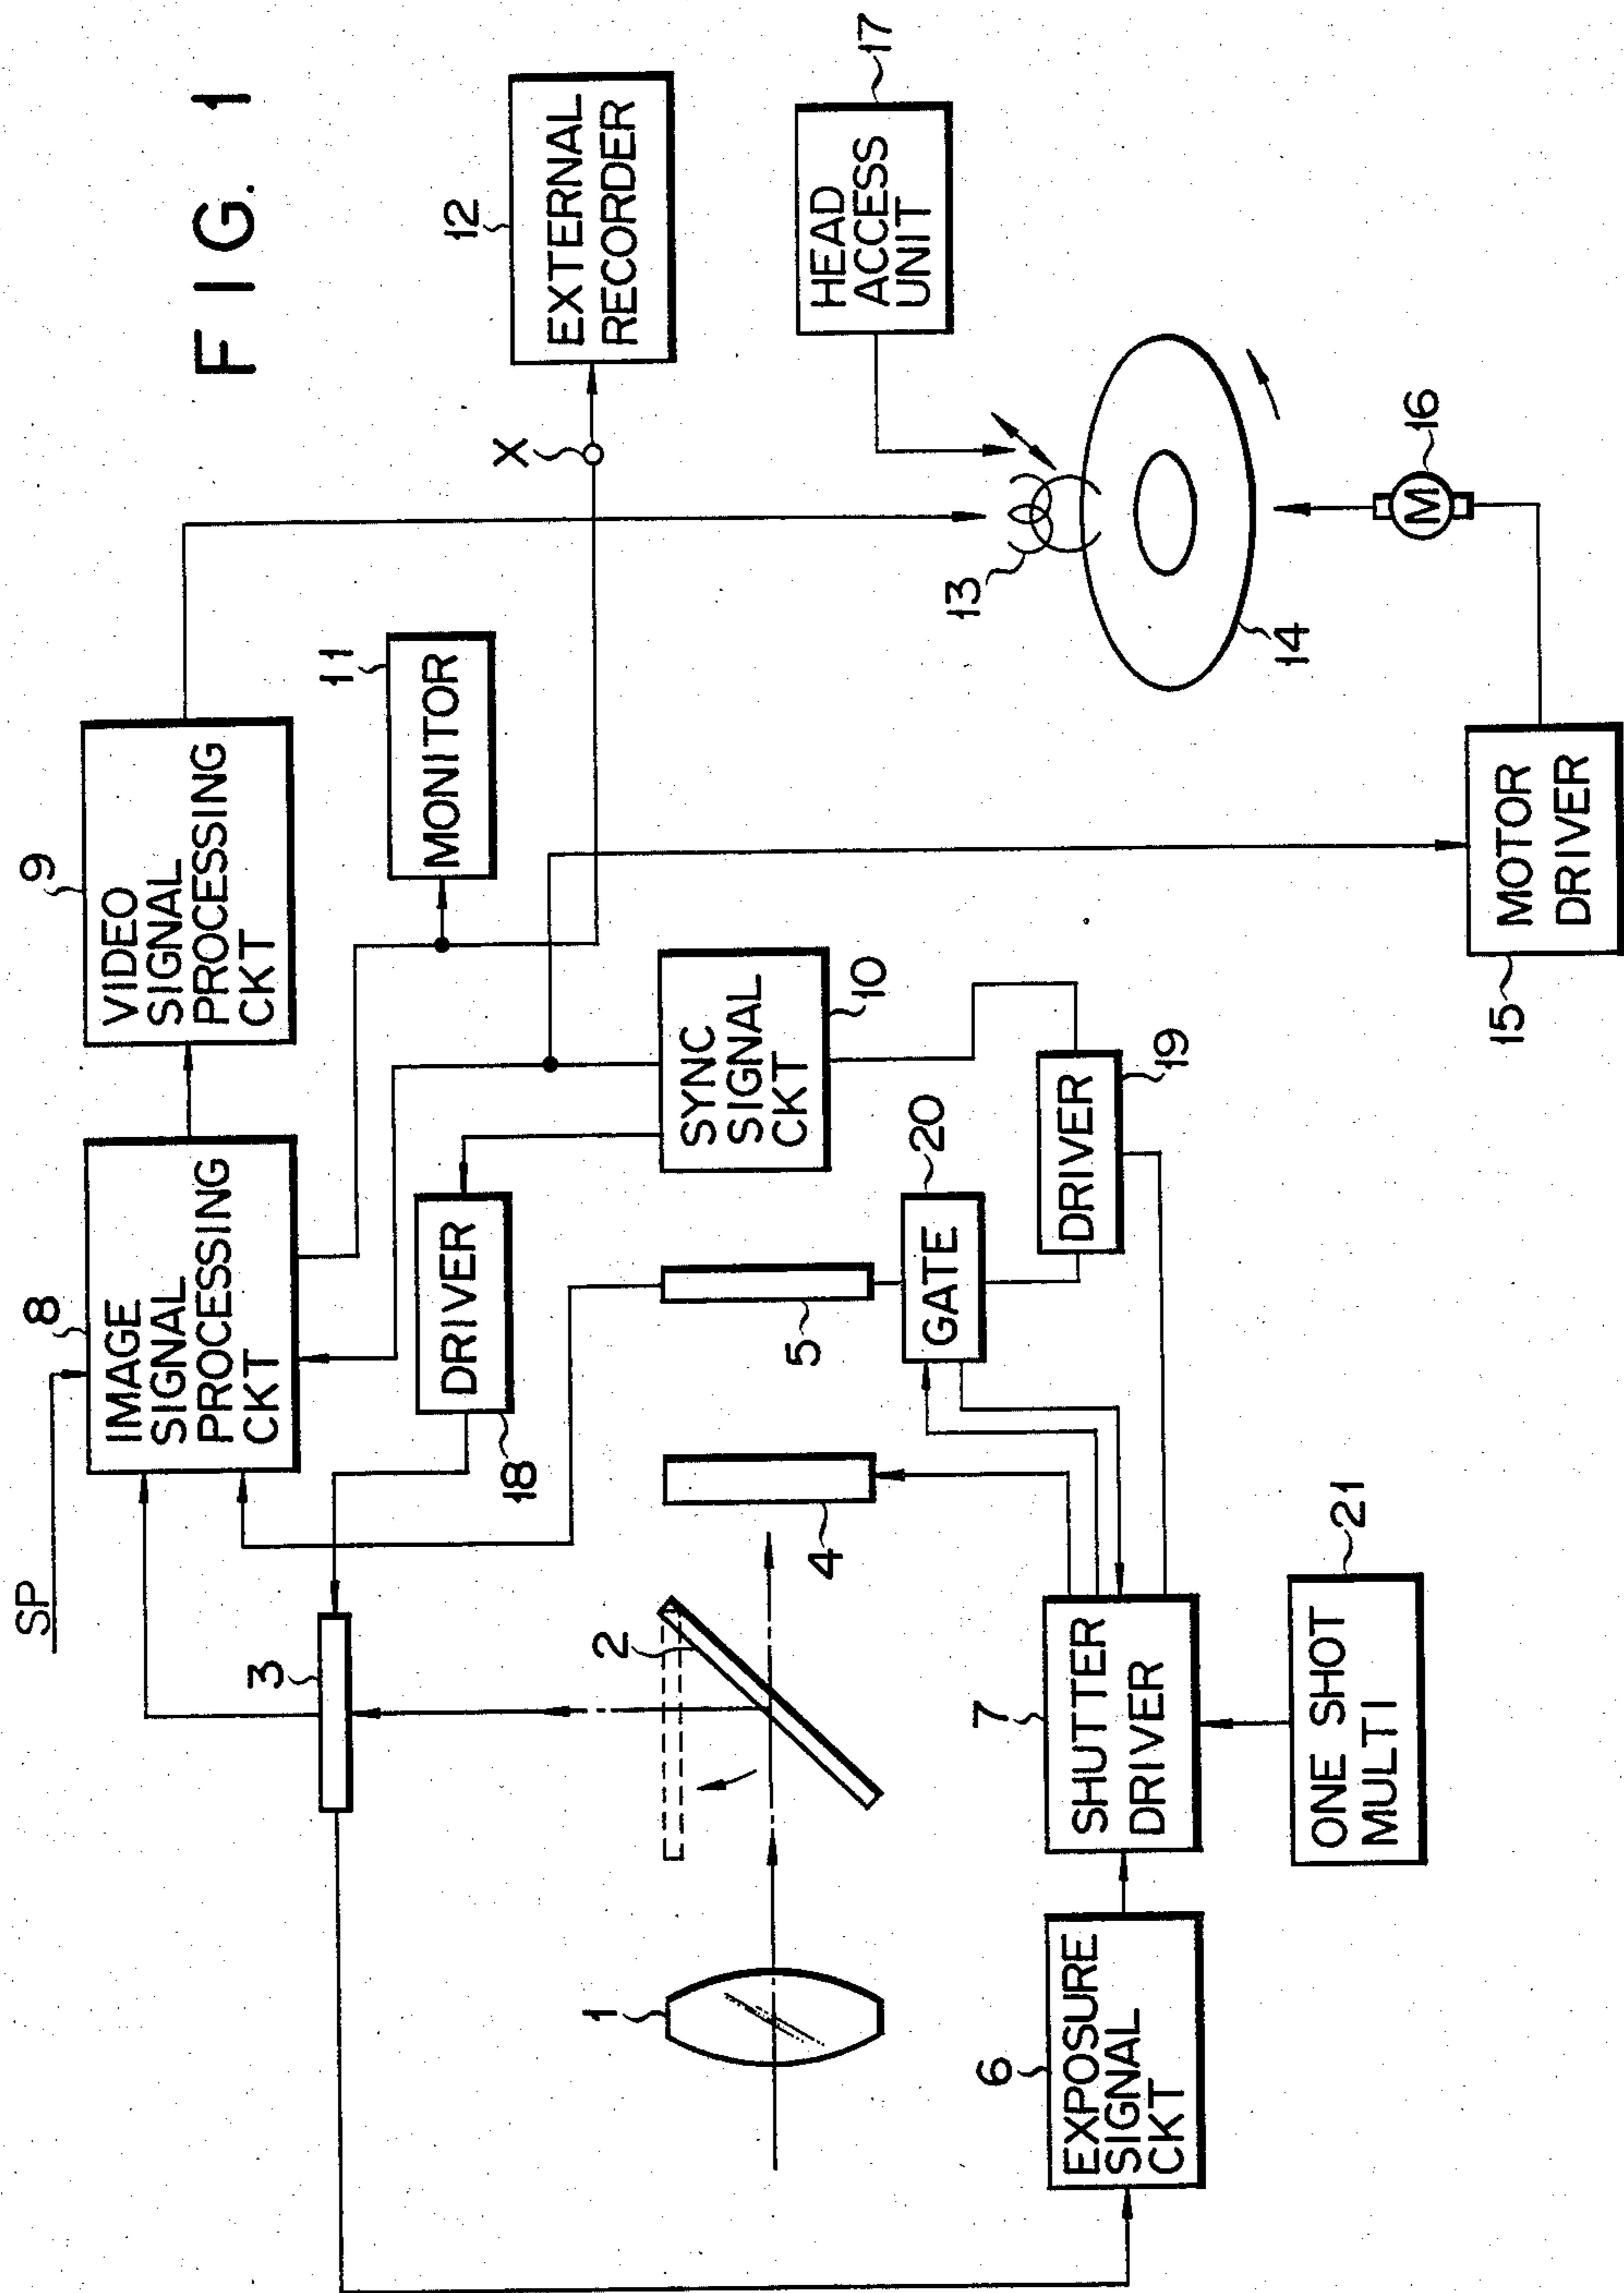 FIG. 1
SP
8
IMAGE
SIGNAL
PROCESSING
CKT
9
VIDEO
SIGNAL
PROCESSING
CKT
3
18
DRIVER
11
MONITOR
X
12
EXTERNAL
RECORDER
1
2
4
5
SYNC
SIGNAL
CKT
10
20
GATE
13
HEAD
ACCESS
UNIT
17
6
EXPOSURE
SIGNAL
CKT
7
SHUTTER
DRIVER
DRIVER
19
14
ONE SHOT
MULTI
21
15
MOTOR
DRIVER
M
16